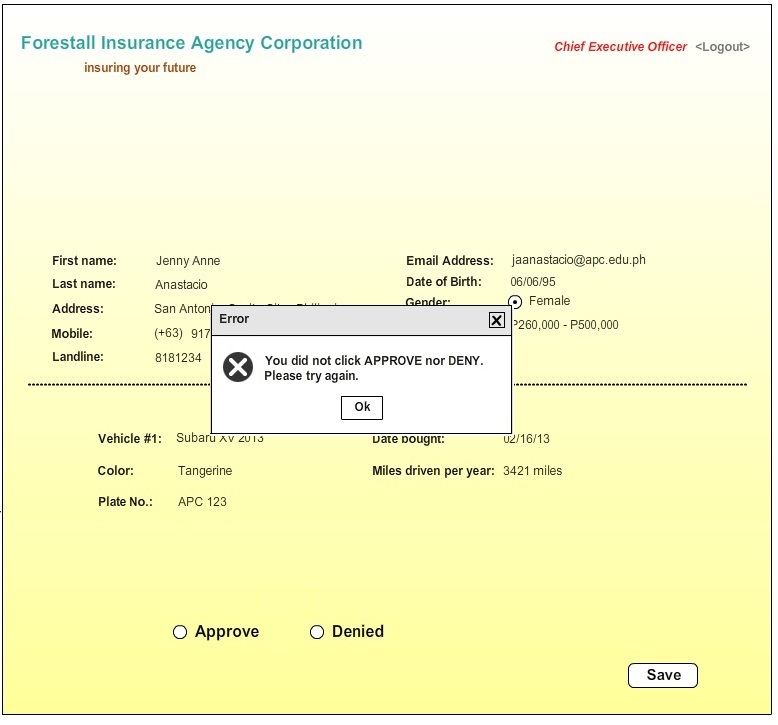 Forestall Insurance Agency Corporation
Chief Executive Officer <Logout>
insuring your future
First name: Jenny Anne Email Address: jaanastacio@apc.edu.ph
Last name: Anastacio Date of Birth: 06/06/95
Address: San Gender: Female
Mobile: (+63) 917 P260,000 - P500,000
Landline: 8181234
Error
You did not click APPROVE nor DENY.
Please try again.
Ok
Vehicle #1: Subaru XV 2013 Date bought: 02/16/13
Color: Tangerine Miles driven per year: 3421 miles
Plate No.: APC 123
Approve Denied
Save